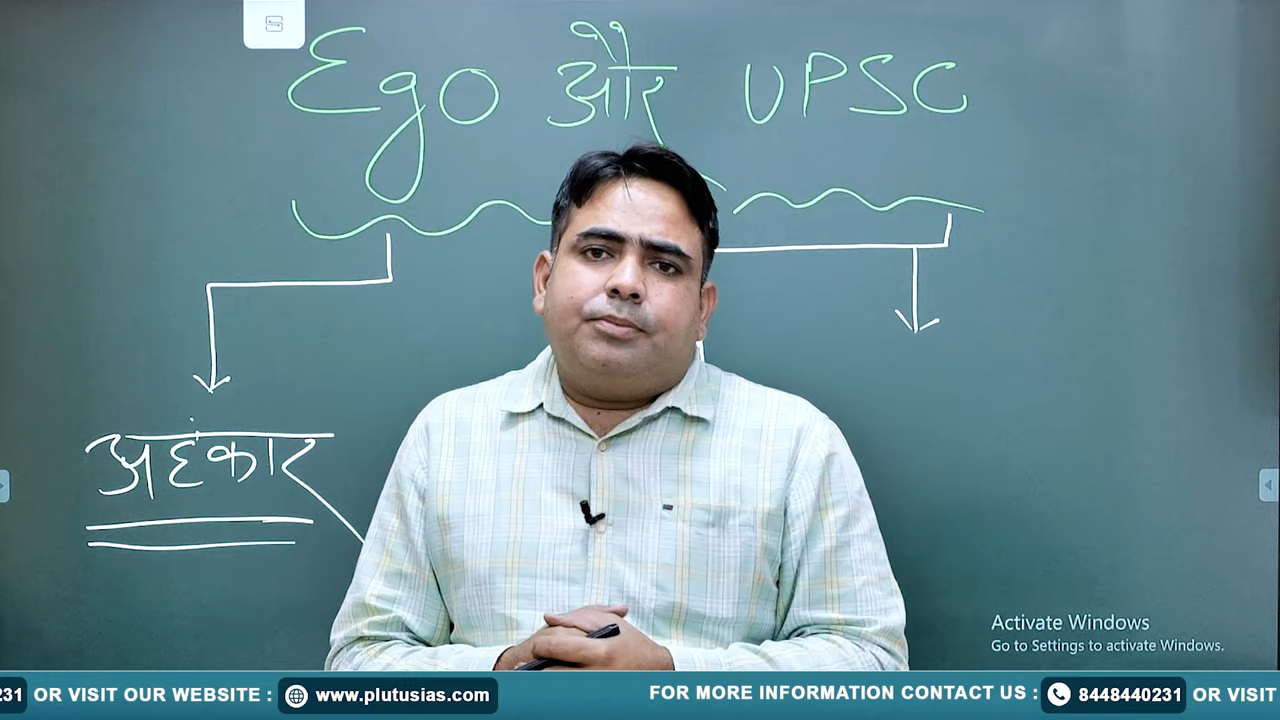 Ego और UPSC
अहंकार
Activate Windows
Go to Settings to activate Windows.
231 OR VISIT OUR WEBSITE : www.plutusias.com FOR MORE INFORMATION CONTACT US : 8448440231 OR VISIT